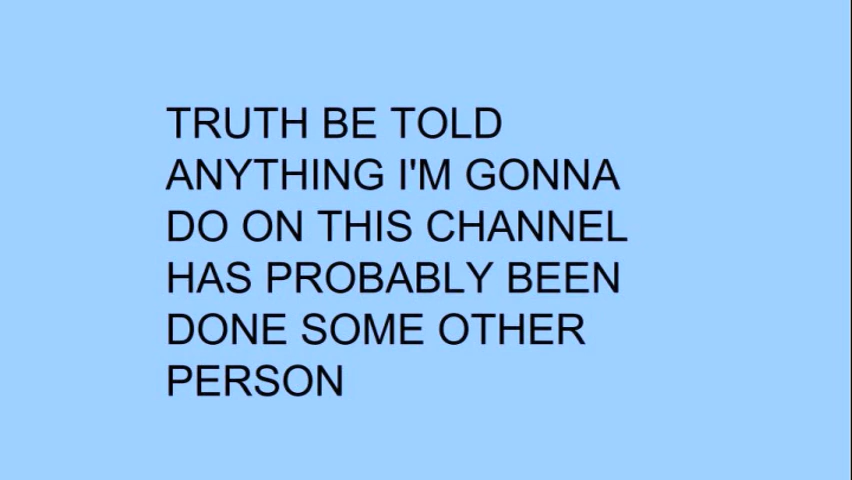 TRUTH BE TOLD
ANYTHING I'M GONNA
DO ON THIS CHANNEL
HAS PROBABLY BEEN
DONE SOME OTHER
PERSON